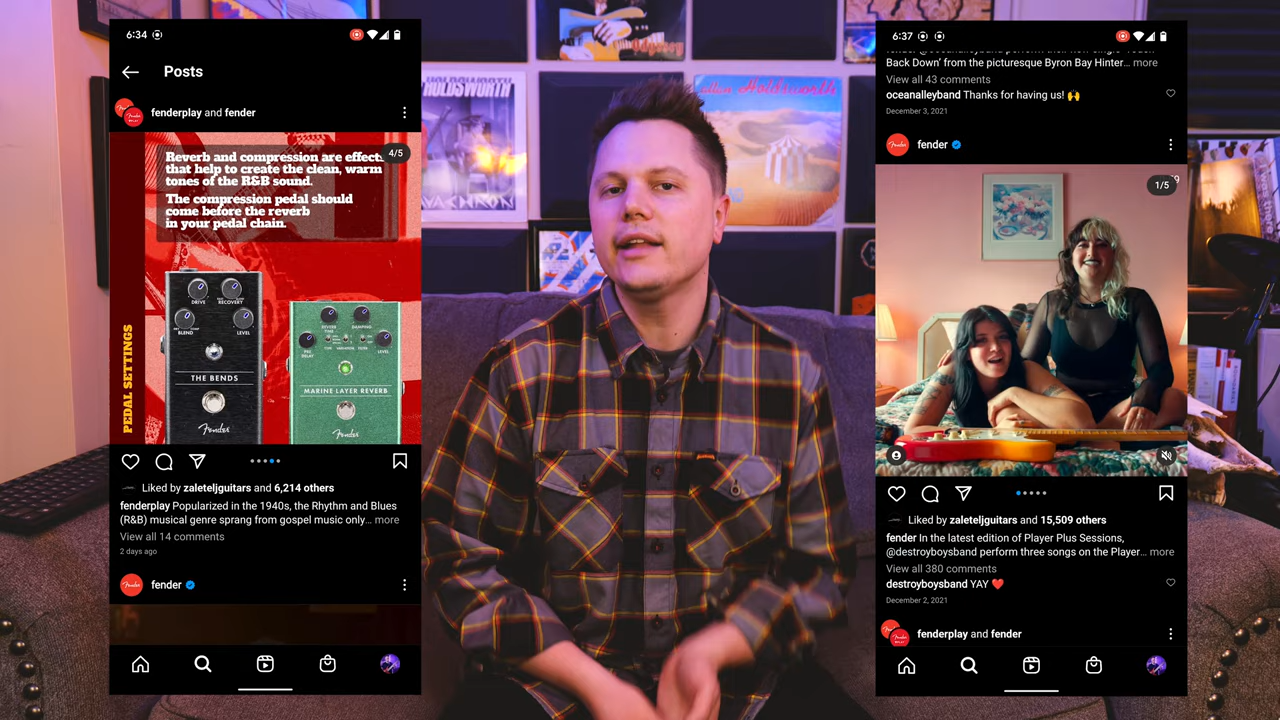 6:34
Posts
fenderplay and fender
4/5
Reverb and compression are effects
that help to create the clean, warm
tones of the R&B sound.
The compression pedal should
come before the reverb
in your pedal chain.
PEDAL SETTINGS
DRIVE
RECOVERY
BLEND
LEVEL
THE BENDS
Fender
DAMPING
LEVEL
MARINE LAYER REVERB
Fender
Liked by zaleteljguitars and 6,214 others
fenderplay Popularized in the 1940s, the Rhythm and Blues
(R&B) musical genre sprang from gospel music only... more
View all 14 comments
2 days ago
fender
HOLDSWORTH
Odyssey
allan Holdsworth
6:37
Back Down' from the picturesque Byron Bay Hinter... more
View all 43 comments
oceanalleyband Thanks for having us! 🙌
December 3, 2021
fender
1/5
Liked by zaleteljguitars and 15,509 others
fender In the latest edition of Player Plus Sessions,
@destroyboysband perform three songs on the Player... more
View all 380 comments
destroyboysband YAY ❤️
December 2, 2021
fenderplay and fender